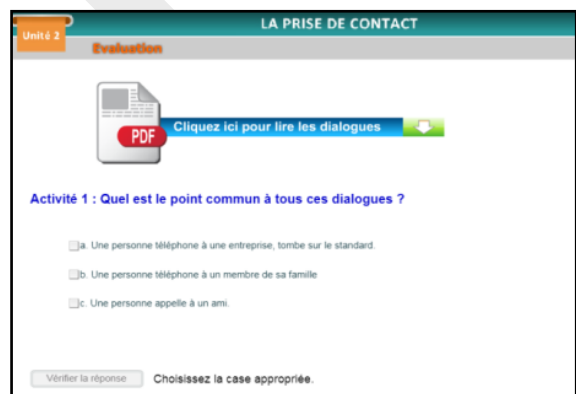 LA PRISE DE CONTACT
Unité 2
Evaluation
PDF
Cliquez ici pour lire les dialogues
Activité 1 : Quel est le point commun à tous ces dialogues ?
a. Une personne téléphone à une entreprise, tombe sur le standard.
b. Une personne téléphone à un membre de sa famille
c. Une personne appelle à un ami.
Vérifier la réponse Choisissez la case appropriée.